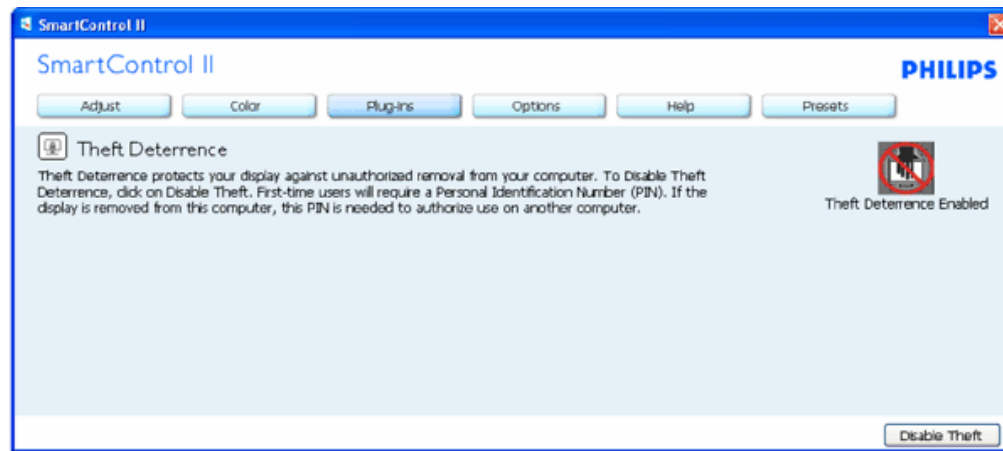 SmartControl II
SmartControl II
PHILIPS
Adjust Color Plug-Ins Options Help Presets
Theft Deterrence
Theft Deterrence protects your display against unauthorized removal from your computer. To Disable Theft
Deterrence, click on Disable Theft. First-time users will require a Personal Identification Number (PIN). If the
display is removed from this computer, this PIN is needed to authorize use on another computer.
Theft Deterrence Enabled
Disable Theft